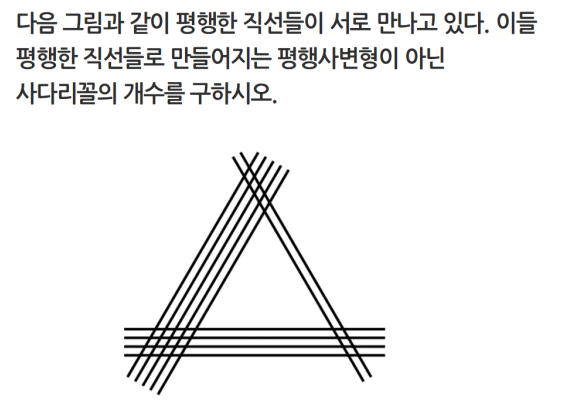 다음 그림과 같이 평행한 직선들이 서로 만나고 있다. 이들
평행한 직선들로 만들어지는 평행사변형이 아닌
사다리꼴의 개수를 구하시오.